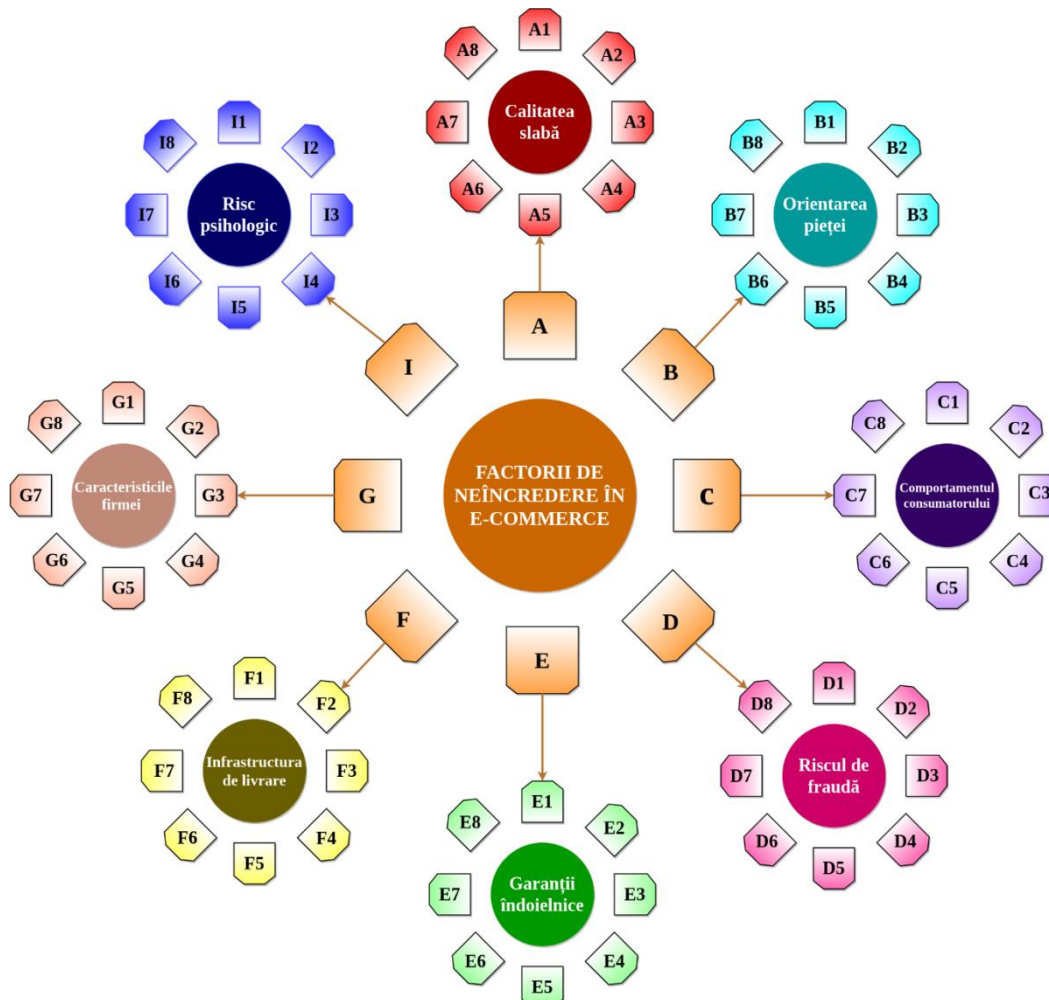 A1
A2
A3
A4
A5
A6
A7
A8
Calitatea
slabă
I1
I2
I3
I4
I5
I6
I7
I8
Risc
psihologic
B1
B2
B3
B4
B5
B6
B7
B8
Orientarea
pieței
A
B
C
D
E
F
G
I
FACTORII DE
NEÎNCREDERE ÎN
E-COMMERCE
G1
G2
G3
G4
G5
G6
G7
G8
Caracteristicile
firmei
C1
C2
C3
C4
C5
C6
C7
C8
Comportamentul
consumatorului
F1
F2
F3
F4
F5
F6
F7
F8
Infrastructura
de livrare
D1
D2
D3
D4
D5
D6
D7
D8
Riscul de
fraudă
E1
E2
E3
E4
E5
E6
E7
E8
Garanții
îndoielnice